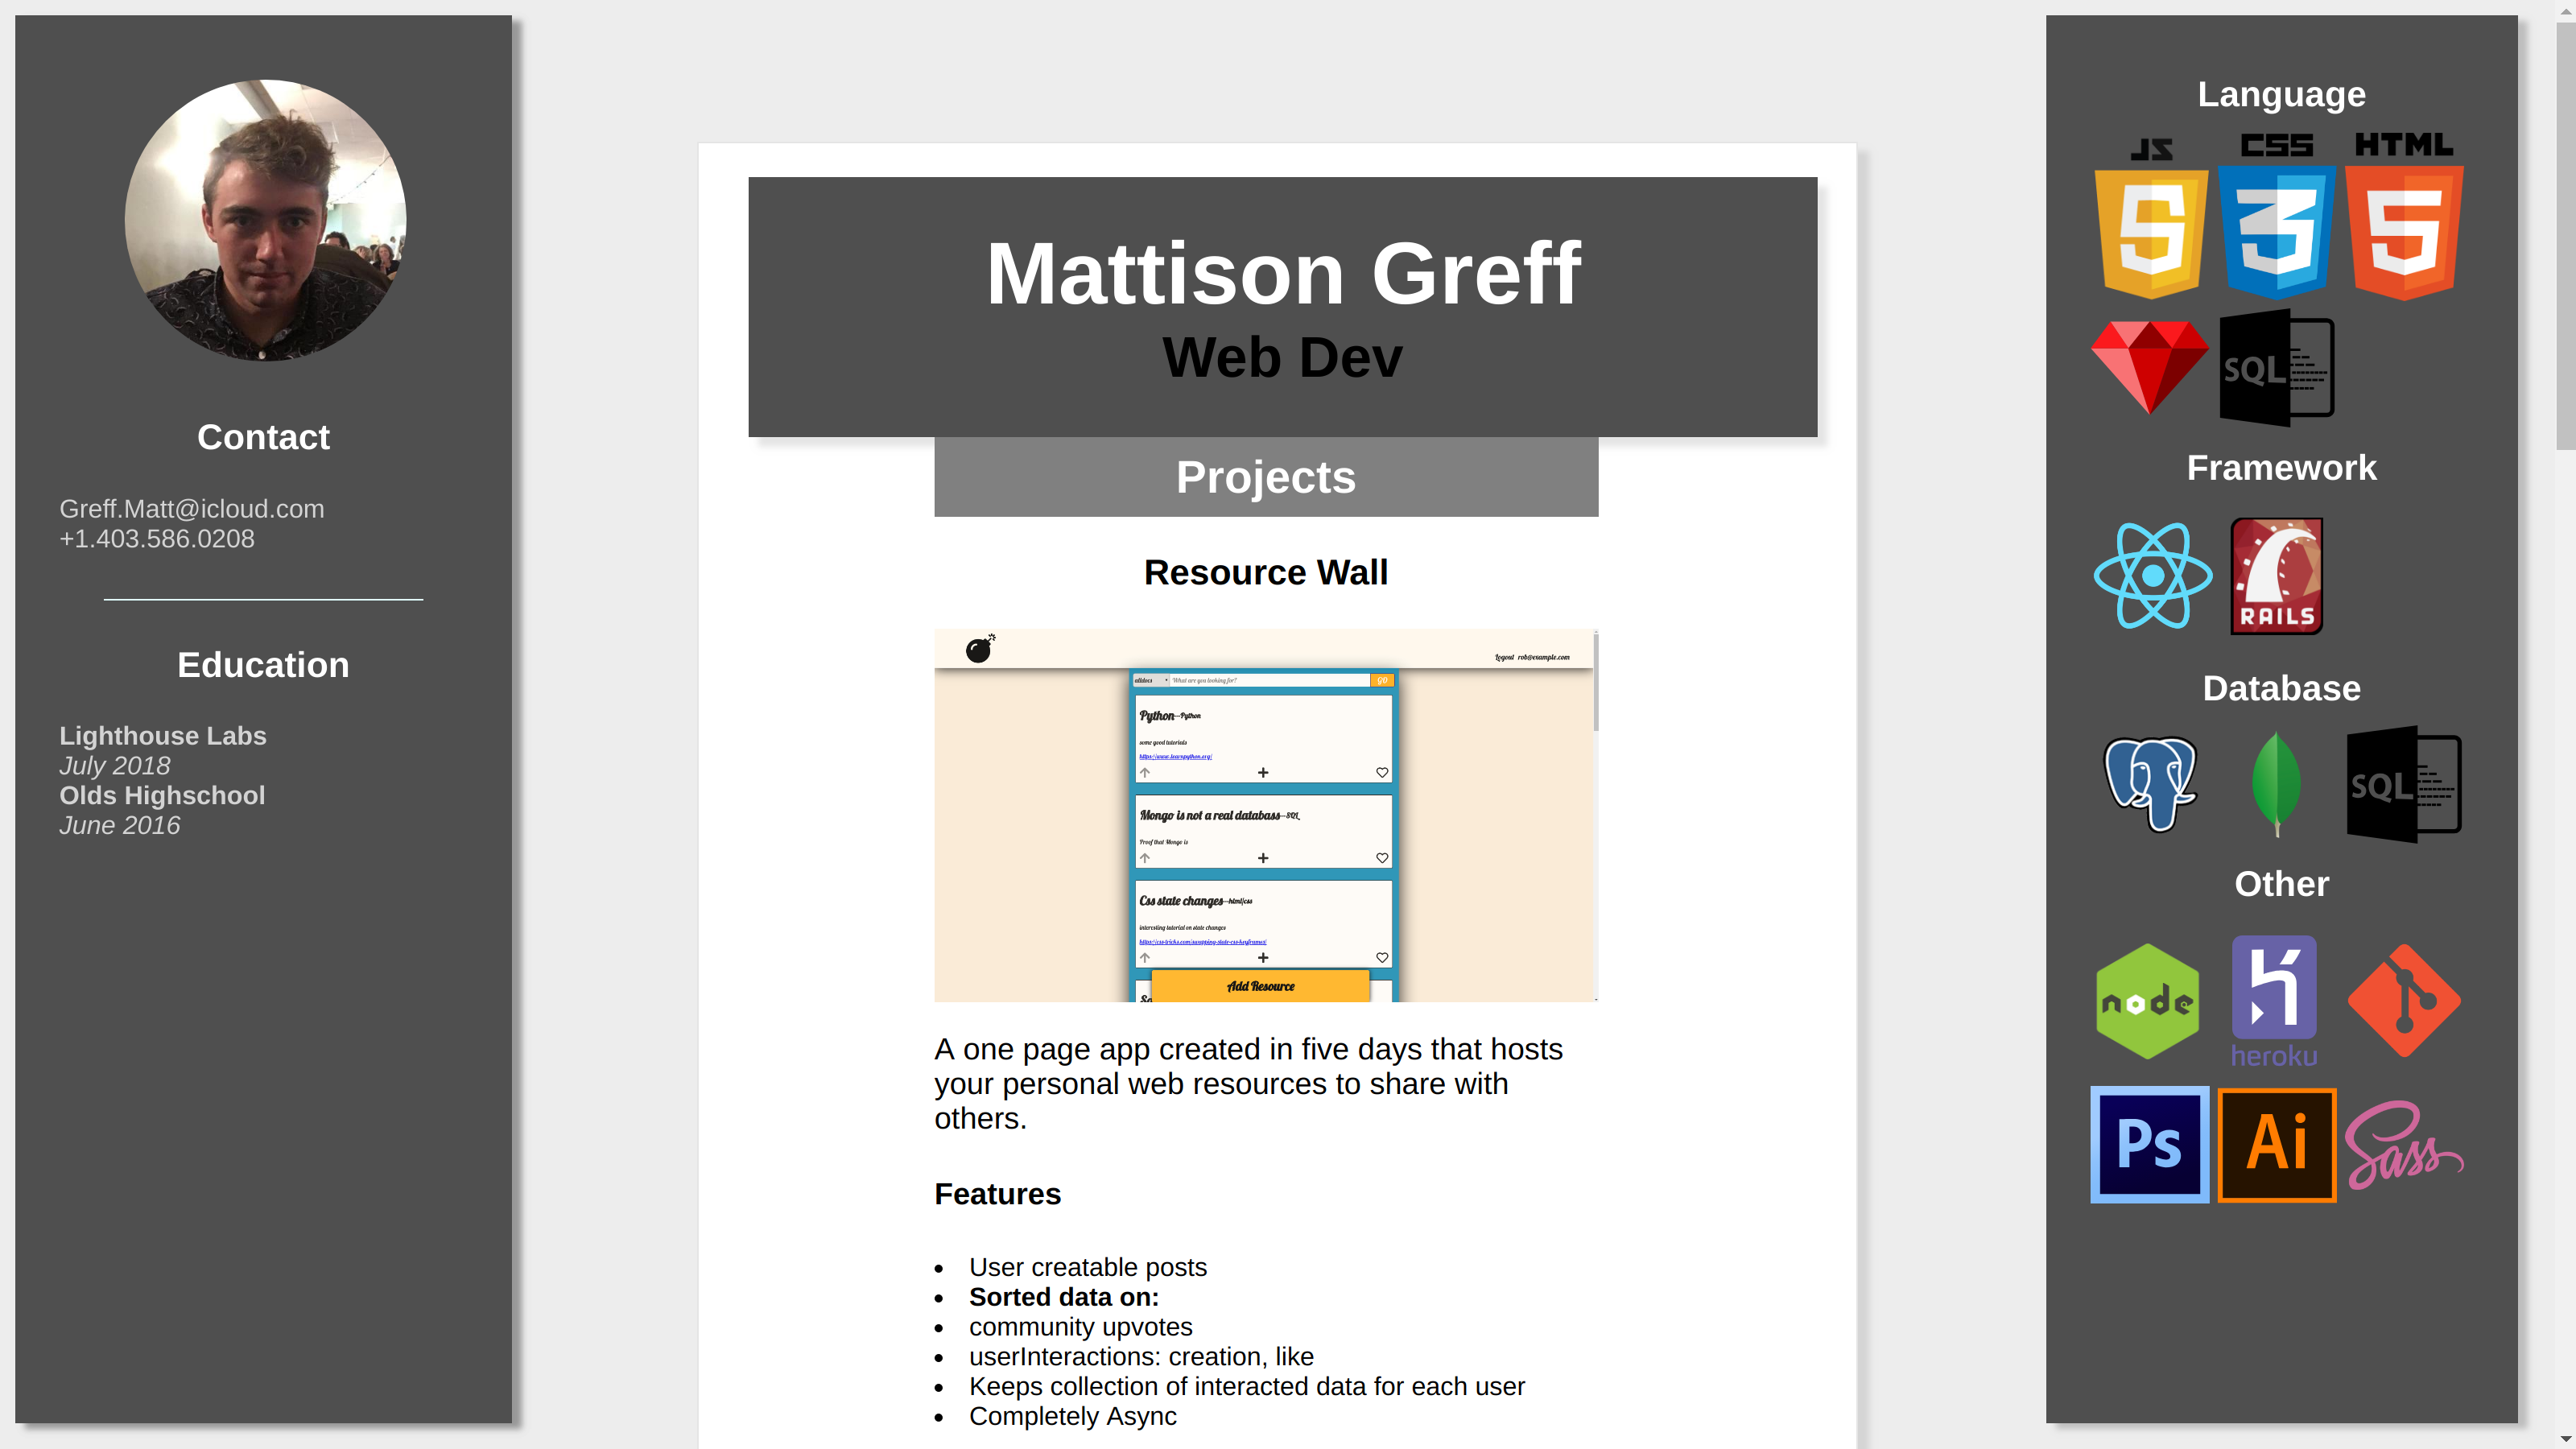 Contact
Greff.Matt@icloud.com
+1.403.586.0208
Education
Lighthouse Labs
July 2018
Olds Highschool
June 2016
Mattison Greff
Web Dev
Projects
Resource Wall
Logout rob@example.com
alldocs What are you looking for? GO
Python--Python
some good tutorials
https://www.learnpython.org/
Mongo is not a real databass--SQL
Proof that Mongo is
Css state changes--html/css
interesting tutorial on state changes
https://css-tricks.com/swapping-state-css-keyframes/
Add Resource
A one page app created in five days that hosts
your personal web resources to share with
others.
Features
User creatable posts
Sorted data on:
community upvotes
userInteractions: creation, like
Keeps collection of interacted data for each user
Completely Async
Language
JS CSS HTML
SQL
Framework
RAILS
Database
SQL
Other
node
heroku
Ps Ai Sass